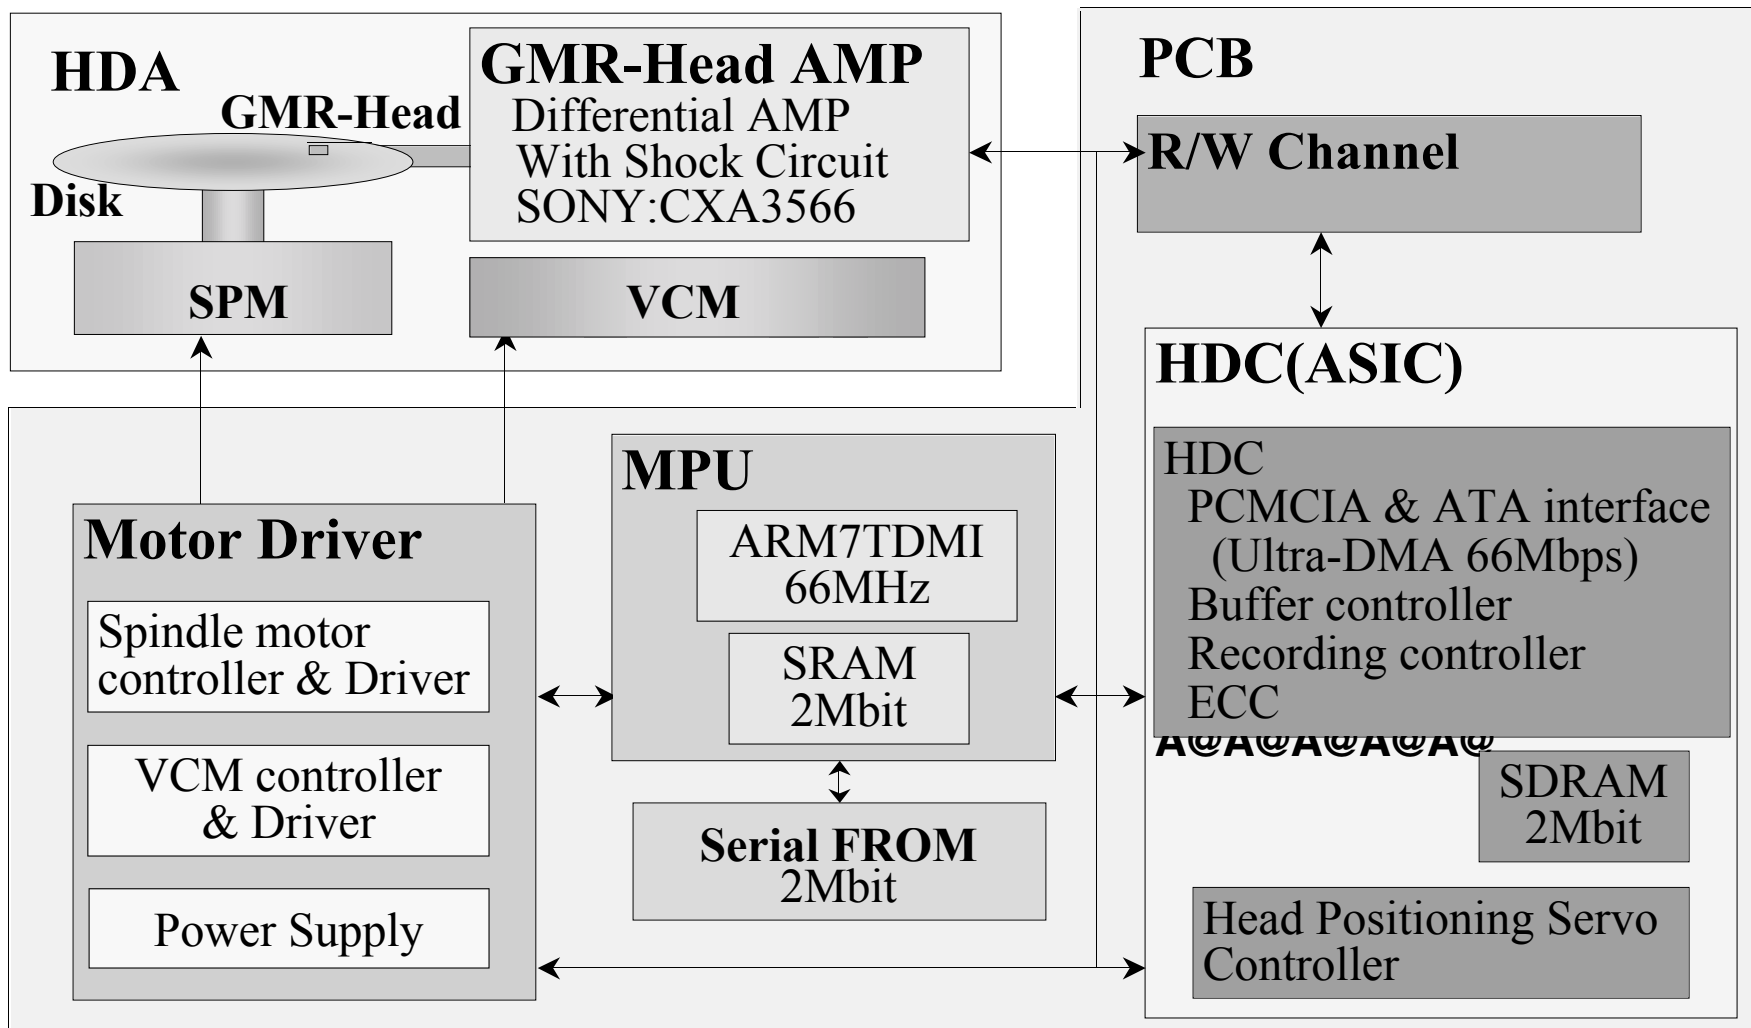 HDA
GMR-Head
Disk
SPM
GMR-Head AMP
Differential AMP
With Shock Circuit
SONY:CXA3566
VCM
PCB
R/W Channel
HDC(ASIC)
HDC
PCMCIA & ATA interface
(Ultra-DMA 66Mbps)
Buffer controller
Recording controller
ECC
A@A@A@A@A@
SDRAM
2Mbit
Head Positioning Servo
Controller
MPU
ARM7TDMI
66MHz
SRAM
2Mbit
Serial FROM
2Mbit
Motor Driver
Spindle motor
controller & Driver
VCM controller
& Driver
Power Supply